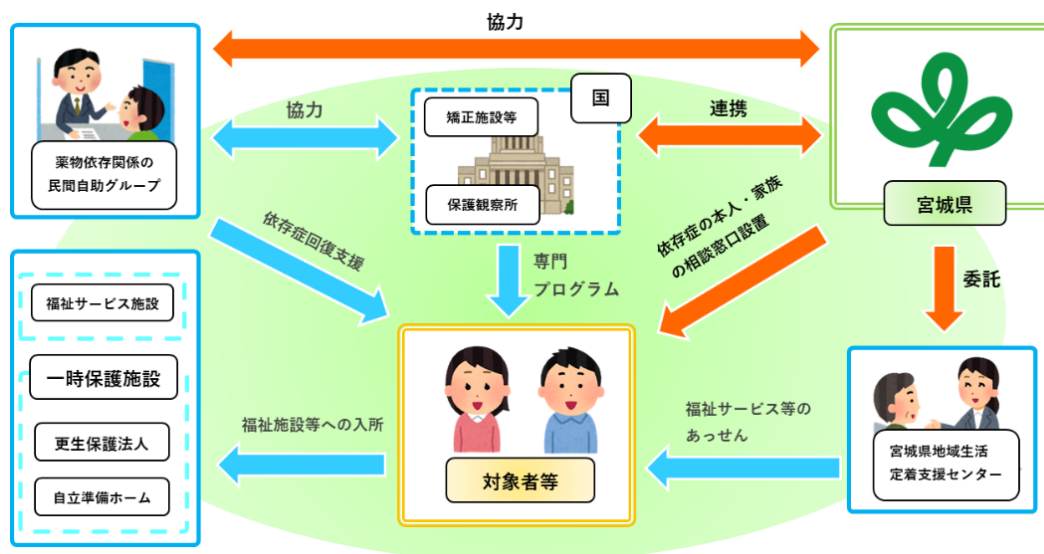 協力
薬物依存関係の
民間自助グループ
協力
国
矯正施設等
保護観察所
連携
宮城県
依存症回復支援
専門
プログラム
依存症の本人・家族
の相談窓口設置
委託
福祉サービス施設
一時保護施設
更生保護法人
自立準備ホーム
福祉施設等への入所
対象者等
福祉サービス等の
あっせん
宮城県地域生活
定着支援センター